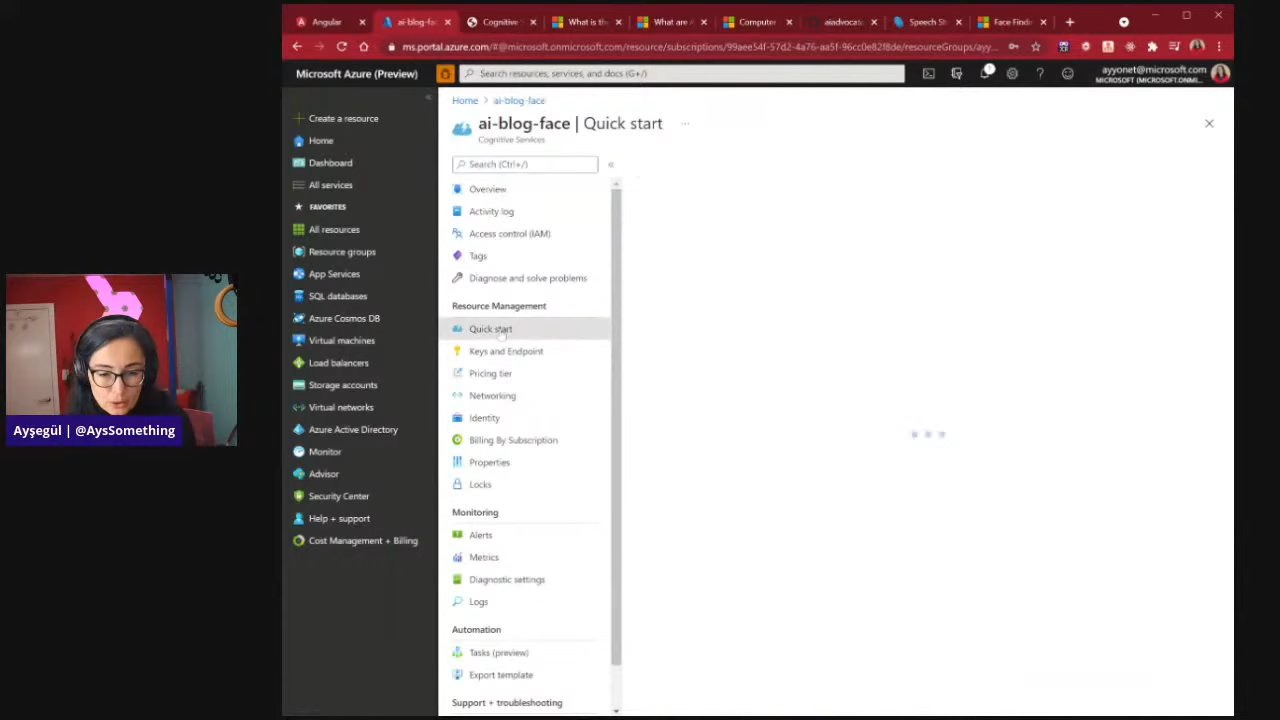 Angular
ai-blog-fac
Cognitive S
What is th
What are A
Computer
aiadvocat
Speech St
Face Findi
ms.portal.azure.com/#@microsoft.onmicrosoft.com/resource/subscriptions/99aee54f-57d2-4a76-aa5f-96cc0e82f8de/resourceGroups/ayy...
Microsoft Azure (Preview)
Search resources, services, and docs (G+/)
1
ayyonet@microsoft.com
MICROSOFT (MICROSOFT.ONMI...
Create a resource
Home
Dashboard
All services
FAVORITES
All resources
Resource groups
App Services
SQL databases
Azure Cosmos DB
Virtual machines
Load balancers
Storage accounts
Virtual networks
Azure Active Directory
Monitor
Advisor
Security Center
Help + support
Cost Management + Billing
Home > ai-blog-face
ai-blog-face | Quick start ...
Cognitive Services
Search (Ctrl+/)
Overview
Activity log
Access control (IAM)
Tags
Diagnose and solve problems
Resource Management
Quick start
Keys and Endpoint
Pricing tier
Networking
Identity
Billing By Subscription
Properties
Locks
Monitoring
Alerts
Metrics
Diagnostic settings
Logs
Automation
Tasks (preview)
Export template
Support + troubleshooting
Ayşegül | @AysSomething